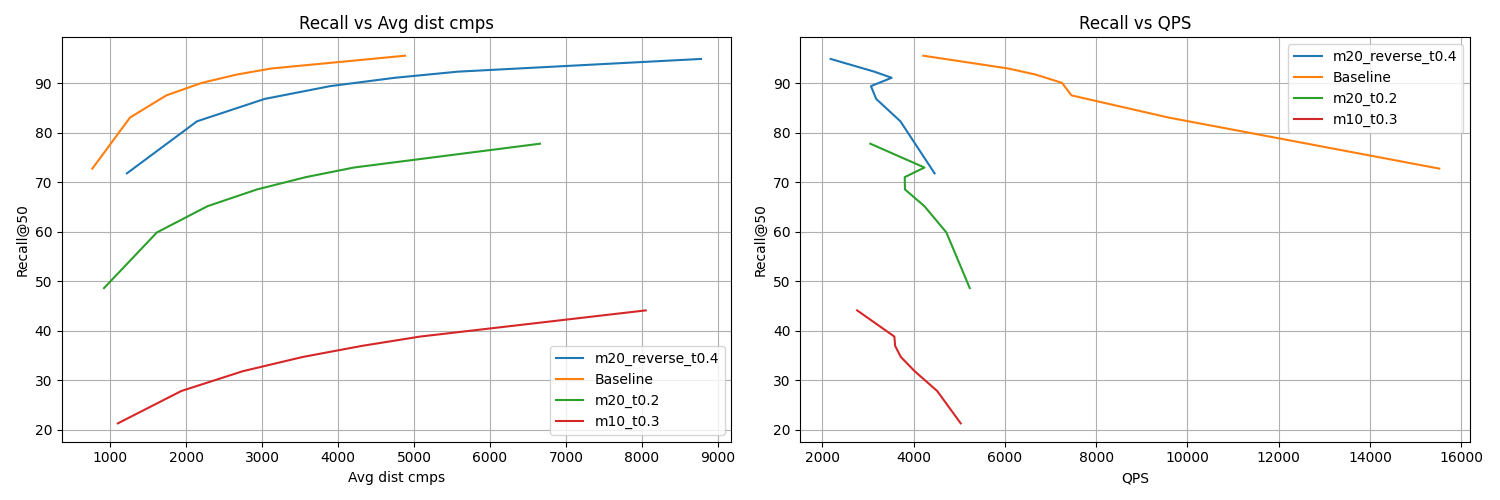 Recall vs Avg dist cmps
Recall@50
90
80
70
60
50
40
30
20
1000 2000 3000 4000 5000 6000 7000 8000 9000
Avg dist cmps
m20_reverse_t0.4
Baseline
m20_t0.2
m10_t0.3
Recall vs QPS
Recall@50
90
80
70
60
50
40
30
20
2000 4000 6000 8000 10000 12000 14000 16000
QPS
m20_reverse_t0.4
Baseline
m20_t0.2
m10_t0.3